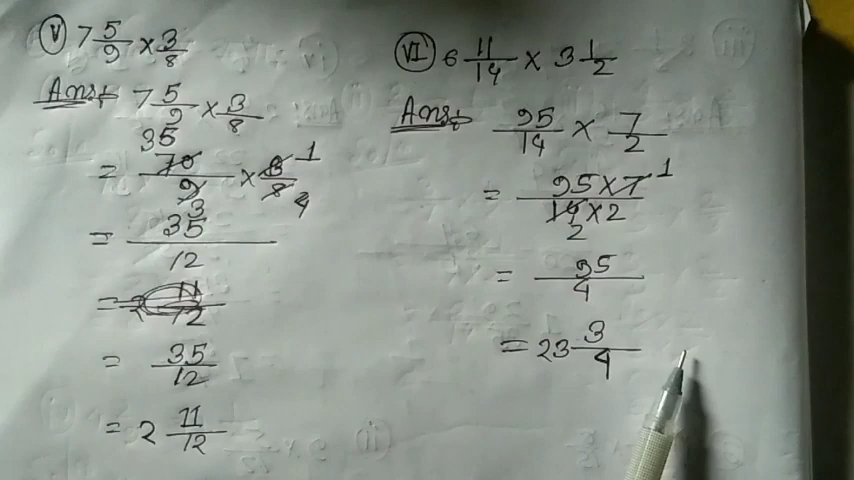 (V) 7 5/9 × 3/8
Ans: 7 5/9 × 3/8
= 70/9 × 3/8
35 1
3 4
= 35/12
= 35/12
= 2 11/12
(VI) 6 11/14 × 3 1/2
Ans: 95/14 × 7/2
= 95×7/14×2
1
2
= 95/4
= 23 3/4